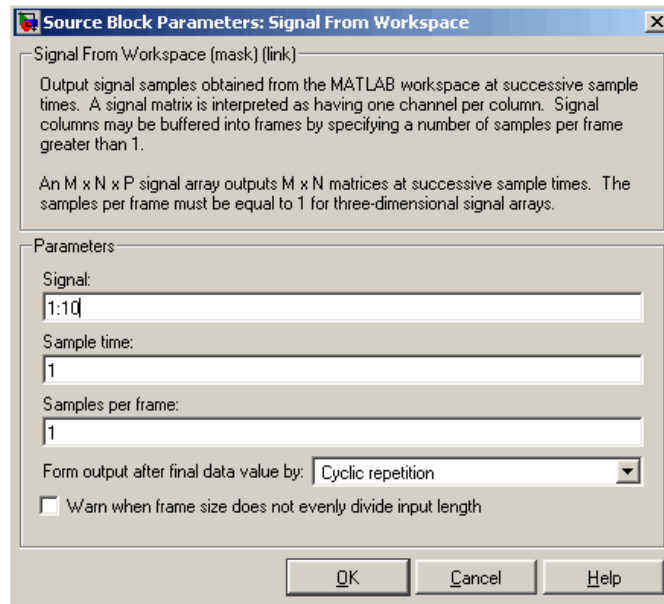 Source Block Parameters: Signal From Workspace
Signal From Workspace (mask) (link)
Output signal samples obtained from the MATLAB workspace at successive sample
times.  A signal matrix is interpreted as having one channel per column.  Signal
columns may be buffered into frames by specifying a number of samples per frame
greater than 1.
An M x N x P signal array outputs M x N matrices at successive sample times.  The
samples per frame must be equal to 1 for three-dimensional signal arrays.
Parameters
Signal:
1:10
Sample time:
1
Samples per frame:
1
Form output after final data value by: Cyclic repetition
Warn when frame size does not evenly divide input length
OK Cancel Help